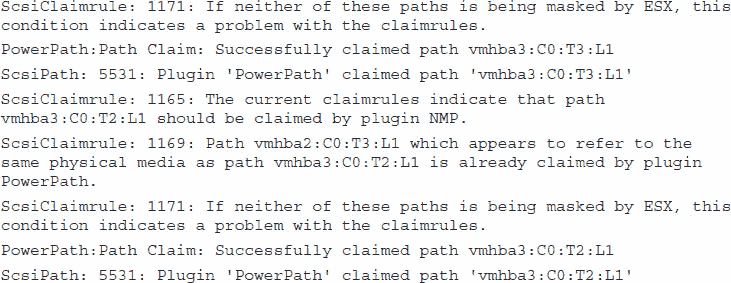 ScsiClaimrule: 1171: If neither of these paths is being masked by ESX, this
condition indicates a problem with the claimrules.
PowerPath:Path Claim: Successfully claimed path vmhba3:C0:T3:L1
ScsiPath: 5531: Plugin 'PowerPath' claimed path 'vmhba3:C0:T3:L1'
ScsiClaimrule: 1165: The current claimrules indicate that path
vmhba3:C0:T2:L1 should be claimed by plugin NMP.
ScsiClaimrule: 1169: Path vmhba2:C0:T3:L1 which appears to refer to the
same physical media as path vmhba3:C0:T2:L1 is already claimed by plugin
PowerPath.
ScsiClaimrule: 1171: If neither of these paths is being masked by ESX, this
condition indicates a problem with the claimrules.
PowerPath:Path Claim: Successfully claimed path vmhba3:C0:T2:L1
ScsiPath: 5531: Plugin 'PowerPath' claimed path 'vmhba3:C0:T2:L1'